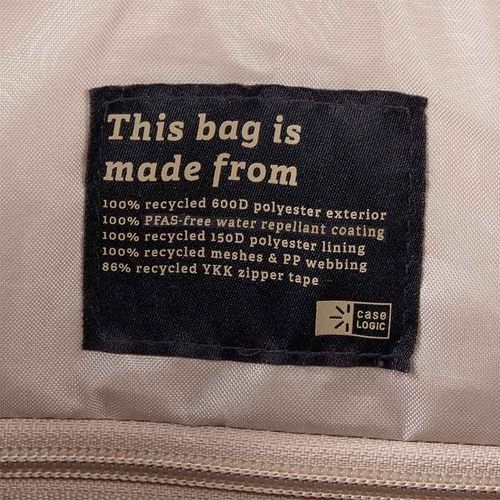 This bag is
made from
100% recycled 600D polyester exterior
100% PFAS-free water repellant coating
100% recycled 150D polyester lining
100% recycled meshes & PP webbing
86% recycled YKK zipper tape
case
LOGIC